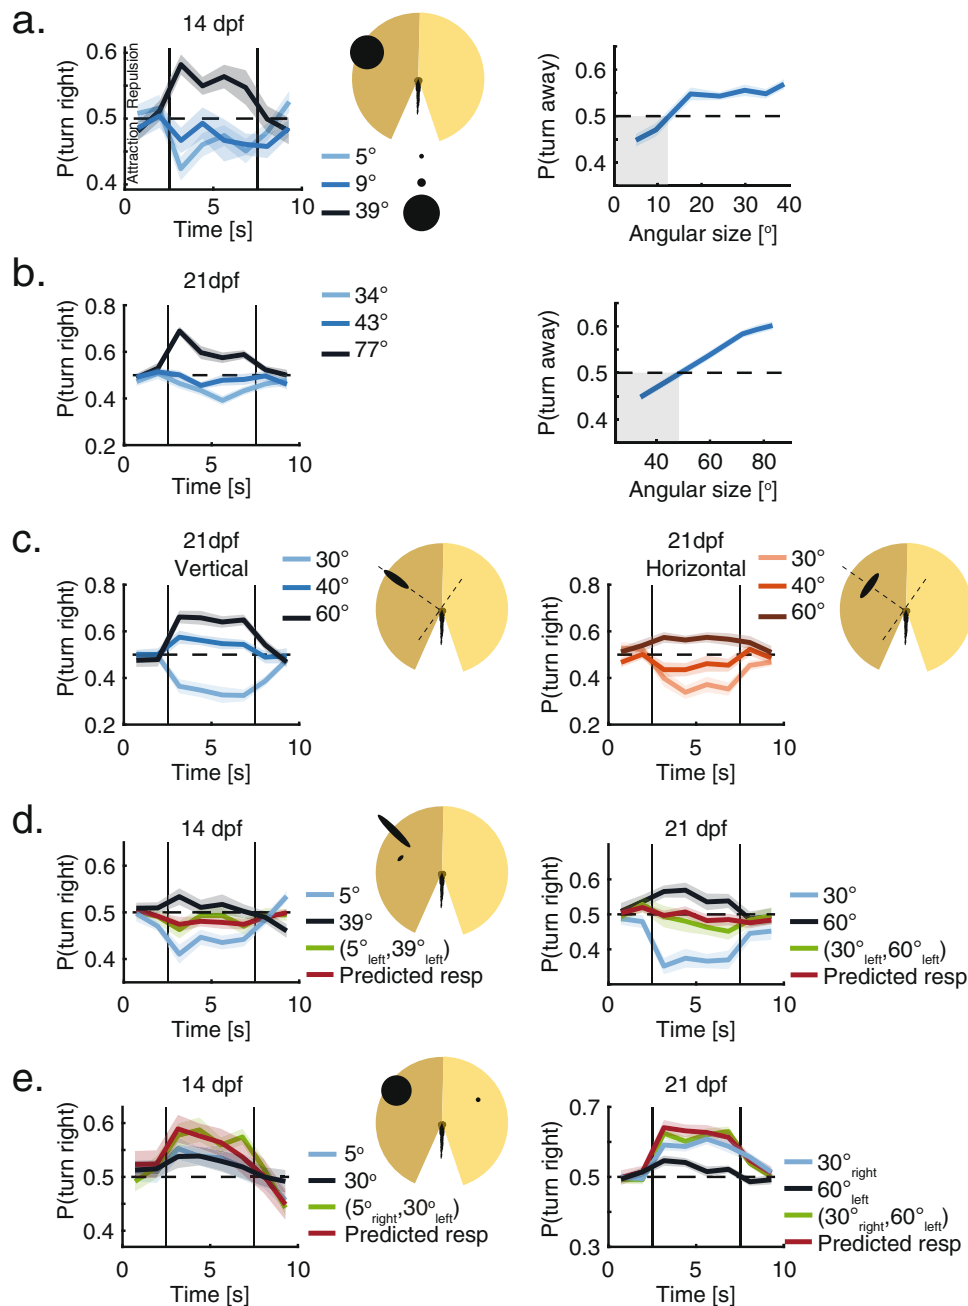 a.
14 dpf
P(turn right)
Attraction Repulsion
0.6
0.5
0.4
0 5 10
Time [s]
5°
9°
39°
P(turn away)
0.6
0.5
0.4
0 10 20 30 40
Angular size [°]
b.
21dpf
P(turn right)
0.8
0.6
0.4
0.2
0 5 10
Time [s]
34°
43°
77°
P(turn away)
0.6
0.5
0.4
40 60 80
Angular size [°]
c.
21dpf
Vertical
P(turn right)
0.8
0.6
0.4
0.2
0 5 10
Time [s]
30°
40°
60°
21dpf
Horizontal
P(turn right)
0.8
0.6
0.4
0.2
0 5 10
Time [s]
30°
40°
60°
d.
14 dpf
P(turn right)
0.6
0.5
0.4
0 5 10
Time [s]
5°
39°
(5°left,39°left)
Predicted resp
21 dpf
P(turn right)
0.6
0.5
0.4
0 5 10
Time [s]
30°
60°
(30°left,60°left)
Predicted resp
e.
14 dpf
P(turn right)
0.6
0.5
0.4
0 5 10
Time [s]
5°
30°
(5°right,30°left)
Predicted resp
21 dpf
P(turn right)
0.7
0.5
0.3
0 5 10
Time [s]
30°right
60°left
(30°right,60°left)
Predicted resp